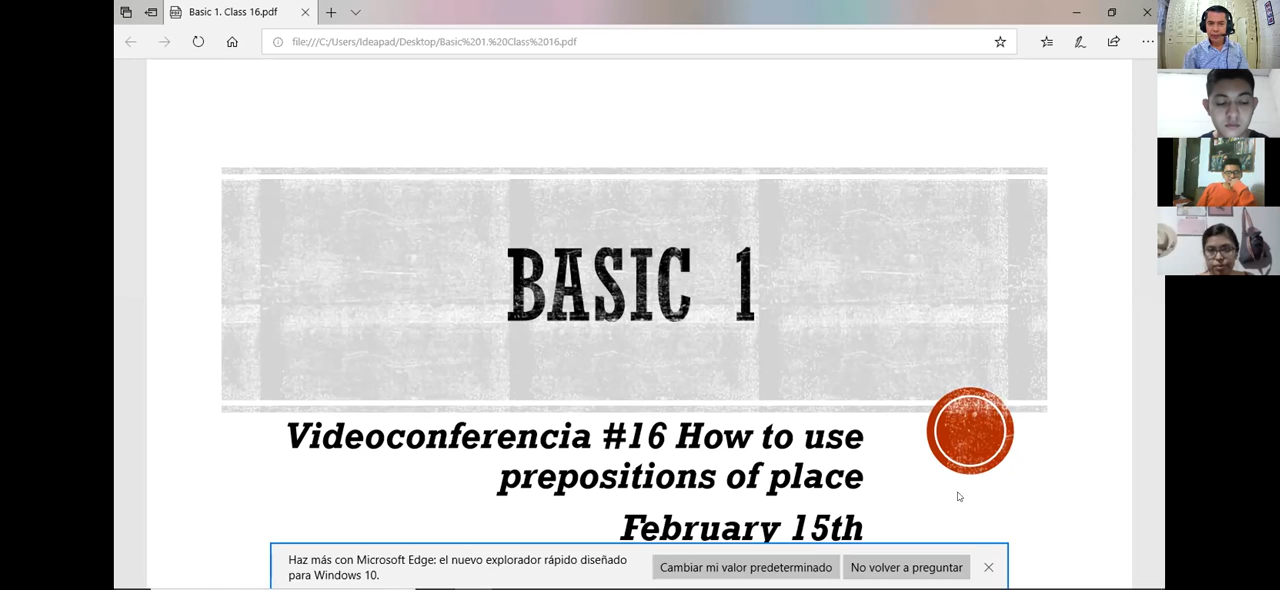 Basic 1. Class 16.pdf
file:///C:/Users/Ideapad/Desktop/Basic%201.%20Class%2016.pdf
BASIC 1
Videoconferencia #16 How to use
prepositions of place
February 15th
Haz más con Microsoft Edge: el nuevo explorador rápido diseñado
para Windows 10.
Cambiar mi valor predeterminado
No volver a preguntar